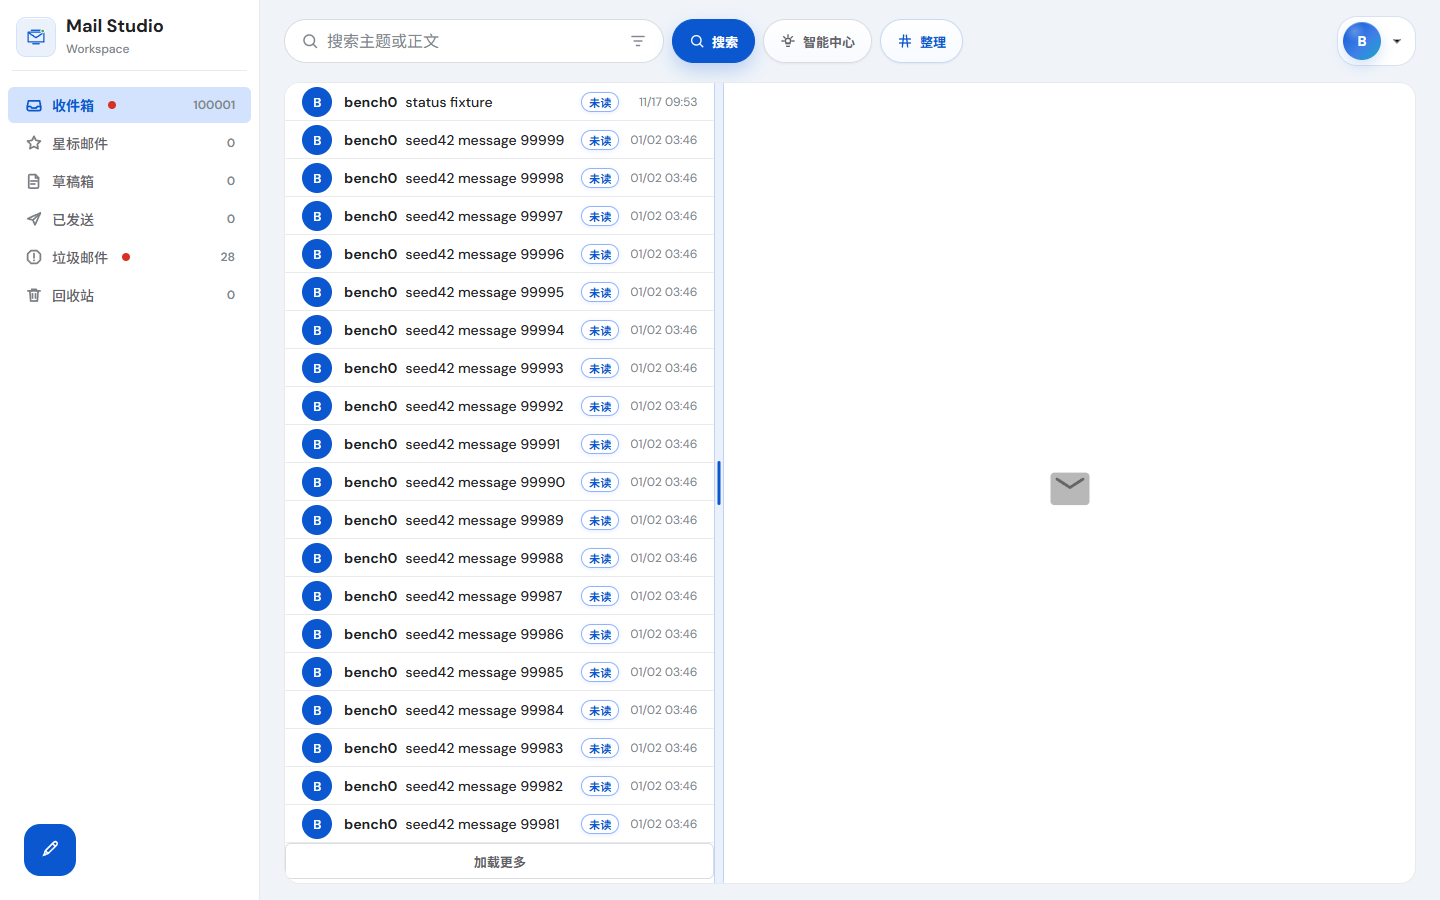 Mail Studio
Workspace
收件箱 100001
星标邮件 0
草稿箱 0
已发送 0
垃圾邮件 28
回收站 0
搜索主题或正文
搜索
智能中心
整理
B
B bench0 status fixture 未读 11/17 09:53
B bench0 seed42 message 99999 未读 01/02 03:46
B bench0 seed42 message 99998 未读 01/02 03:46
B bench0 seed42 message 99997 未读 01/02 03:46
B bench0 seed42 message 99996 未读 01/02 03:46
B bench0 seed42 message 99995 未读 01/02 03:46
B bench0 seed42 message 99994 未读 01/02 03:46
B bench0 seed42 message 99993 未读 01/02 03:46
B bench0 seed42 message 99992 未读 01/02 03:46
B bench0 seed42 message 99991 未读 01/02 03:46
B bench0 seed42 message 99990 未读 01/02 03:46
B bench0 seed42 message 99989 未读 01/02 03:46
B bench0 seed42 message 99988 未读 01/02 03:46
B bench0 seed42 message 99987 未读 01/02 03:46
B bench0 seed42 message 99986 未读 01/02 03:46
B bench0 seed42 message 99985 未读 01/02 03:46
B bench0 seed42 message 99984 未读 01/02 03:46
B bench0 seed42 message 99983 未读 01/02 03:46
B bench0 seed42 message 99982 未读 01/02 03:46
B bench0 seed42 message 99981 未读 01/02 03:46
加载更多